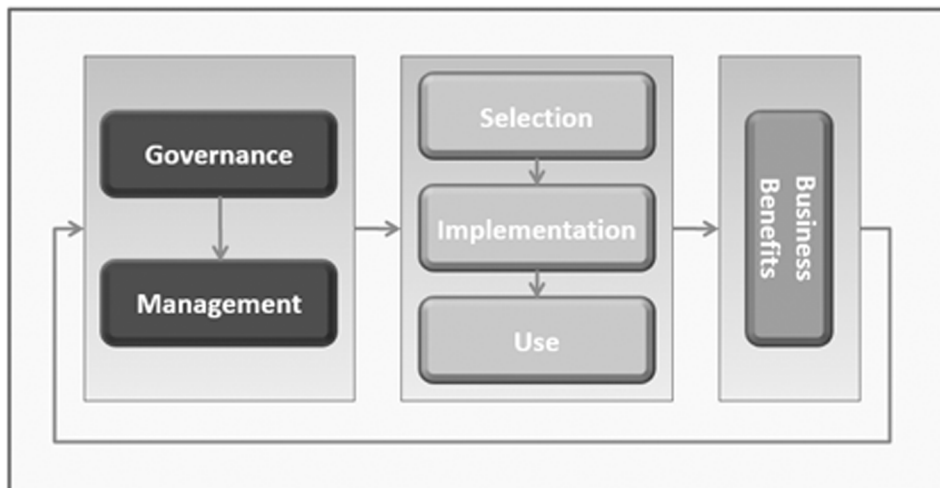 Governance
Management
Selection
Implementation
Use
Business
Benefits